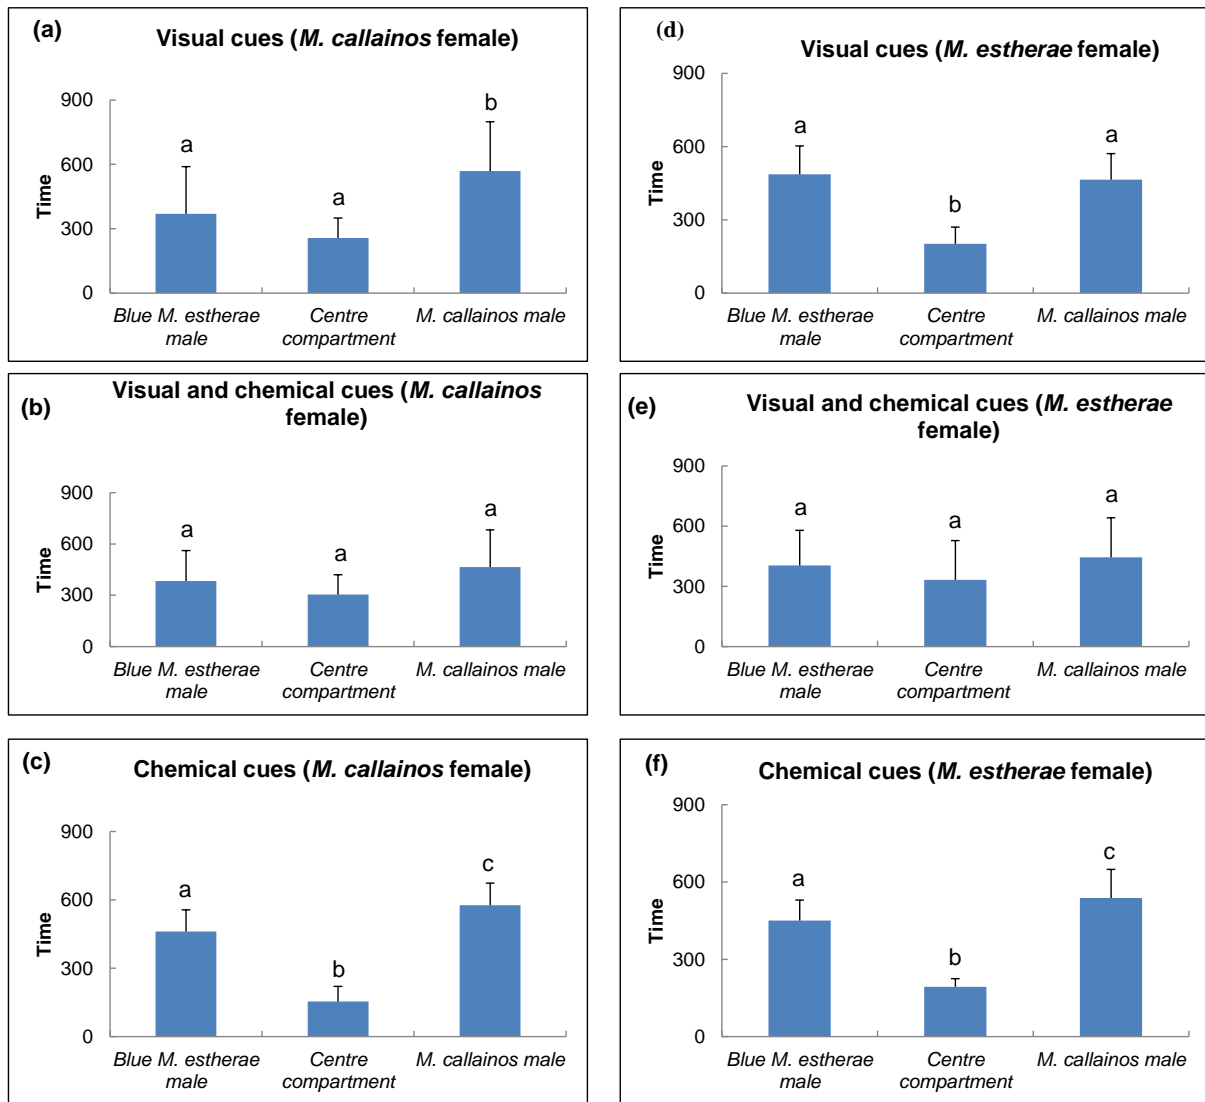 (a)
Visual cues (M. callainos female)
900
600
300
0
Time
a
a
b
Blue M. estherae male
Centre compartment
M. callainos male
(d)
Visual cues (M. estherae female)
900
600
300
0
Time
a
b
a
Blue M. estherae male
Centre compartment
M. callainos male
(b)
Visual and chemical cues (M. callainos
female)
900
600
300
0
Time
a
a
a
Blue M. estherae male
Centre compartment
M. callainos male
(e)
Visual and chemical cues (M. estherae
female)
900
600
300
0
Time
a
a
a
Blue M. estherae male
Centre compartment
M. callainos male
(c)
Chemical cues (M. callainos female)
900
600
300
0
Time
a
b
c
Blue M. estherae male
Centre compartment
M. callainos male
(f)
Chemical cues (M. estherae female)
900
600
300
0
Time
a
b
c
Blue M. estherae male
Centre compartment
M. callainos male